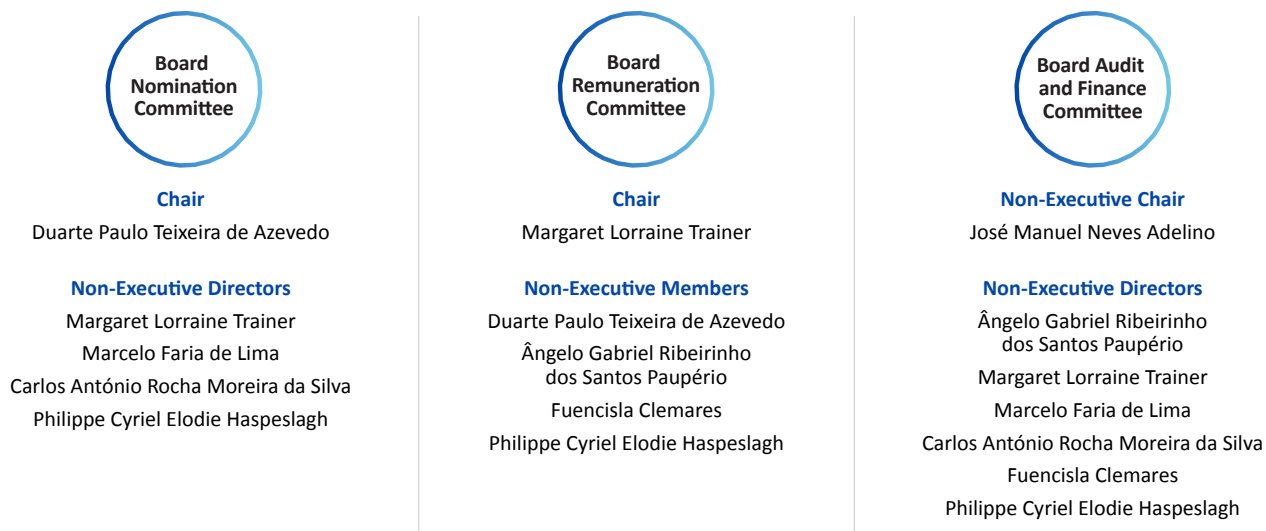 Board
Nomination
Committee
Chair
Duarte Paulo Teixeira de Azevedo
Non-Executive Directors
Margaret Lorraine Trainer
Marcelo Faria de Lima
Carlos António Rocha Moreira da Silva
Philippe Cyriel Elodie Haspeslagh
Board
Remuneration
Committee
Chair
Margaret Lorraine Trainer
Non-Executive Members
Duarte Paulo Teixeira de Azevedo
Ângelo Gabriel Ribeirinho
dos Santos Paupério
Fuencisla Clemares
Philippe Cyriel Elodie Haspeslagh
Board Audit
and Finance
Committee
Non-Executive Chair
José Manuel Neves Adelino
Non-Executive Directors
Ângelo Gabriel Ribeirinho
dos Santos Paupério
Margaret Lorraine Trainer
Marcelo Faria de Lima
Carlos António Rocha Moreira da Silva
Fuencisla Clemares
Philippe Cyriel Elodie Haspeslagh